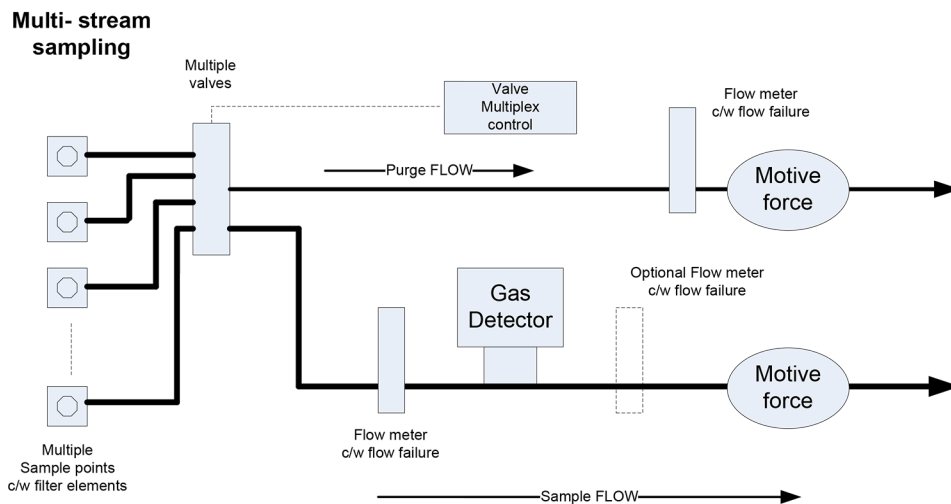 Multi- stream
sampling
Multiple
valves
Valve
Multiplex
control
Flow meter
c/w flow failure
Purge FLOW
Motive
force
Gas
Detector
Optional Flow meter
c/w flow failure
Motive
force
Flow meter
c/w flow failure
Multiple
Sample points
c/w filter elements
Sample FLOW